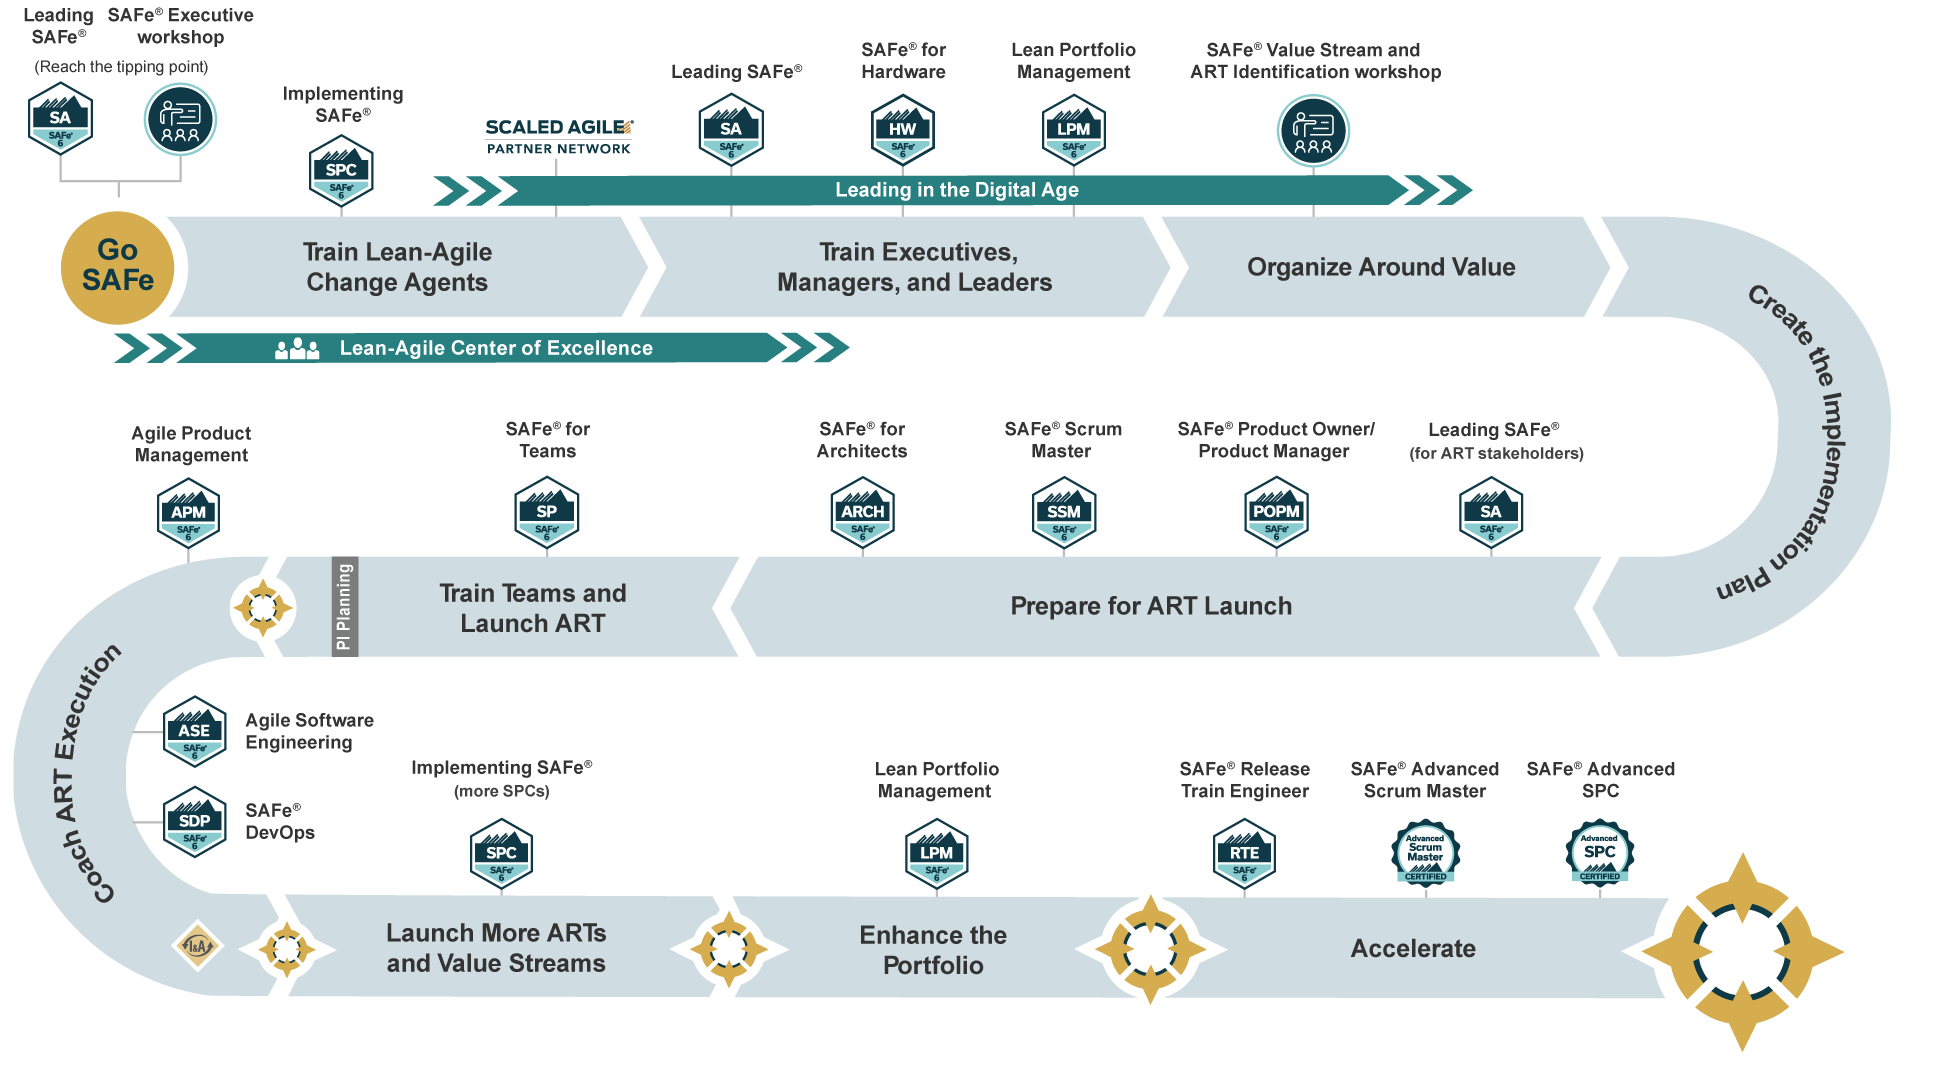 Leading
SAFe®
SAFe® Executive
workshop
(Reach the tipping point)
SA
SAFe®
6
Implementing
SAFe®
SPC
SAFe®
6
SCALED AGILE®
PARTNER NETWORK
Leading SAFe®
SA
SAFe®
6
SAFe® for
Hardware
HW
SAFe®
6
Lean Portfolio
Management
LPM
SAFe®
6
SAFe® Value Stream and
ART Identification workshop
Leading in the Digital Age
Go
SAFe
Train Lean-Agile
Change Agents
Train Executives,
Managers, and Leaders
Organize Around Value
Create the Implementation Plan
Lean-Agile Center of Excellence
Agile Product
Management
APM
SAFe®
6
SAFe® for
Teams
SP
SAFe®
6
SAFe® for
Architects
ARCH
SAFe®
6
SAFe® Scrum
Master
SSM
SAFe®
6
SAFe® Product Owner/
Product Manager
POPM
SAFe®
6
Leading SAFe®
(for ART stakeholders)
SA
SAFe®
6
PI Planning
Train Teams and
Launch ART
Prepare for ART Launch
Coach ART Execution
ASE
SAFe®
6
Agile Software
Engineering
SDP
SAFe®
6
SAFe®
DevOps
I&A
Implementing SAFe®
(more SPCs)
SPC
SAFe®
6
Lean Portfolio
Management
LPM
SAFe®
6
SAFe® Release
Train Engineer
RTE
SAFe®
6
SAFe® Advanced
Scrum Master
Advanced
Scrum
Master
CERTIFIED
SAFe® Advanced
SPC
Advanced
SPC
CERTIFIED
Launch More ARTs
and Value Streams
Enhance the
Portfolio
Accelerate